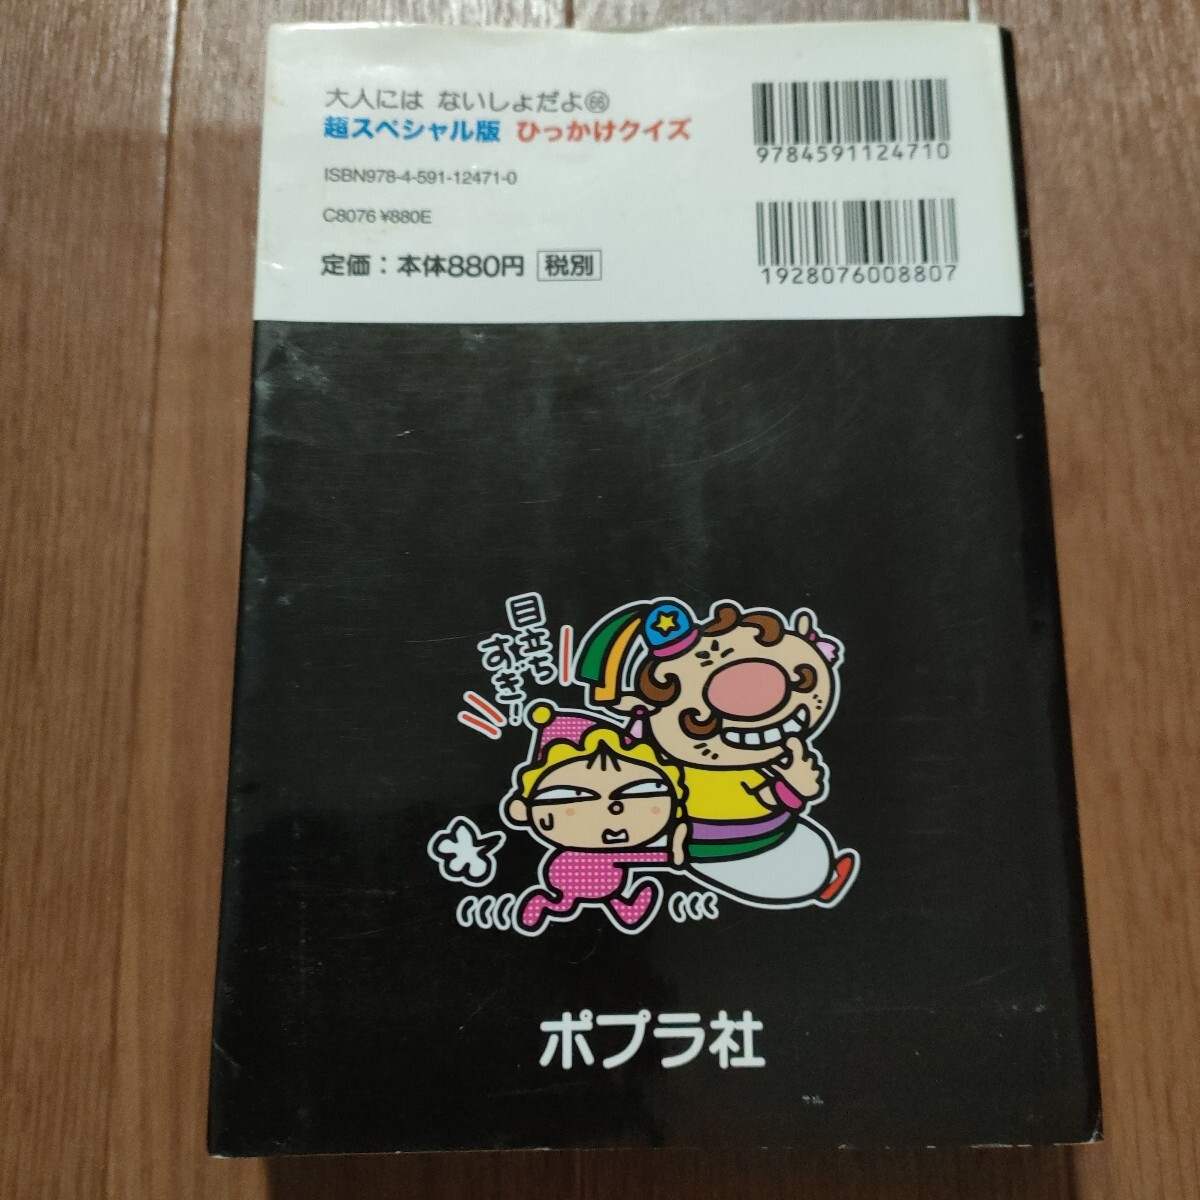 大人には ないしょだよ66
超スペシャル版 ひっかけクイズ
ISBN978-4-591-12471-0
C8076 ¥880E
定価：本体880円 税別
9784591124710
1928076008807
目立ち
すぎ！
ポプラ社